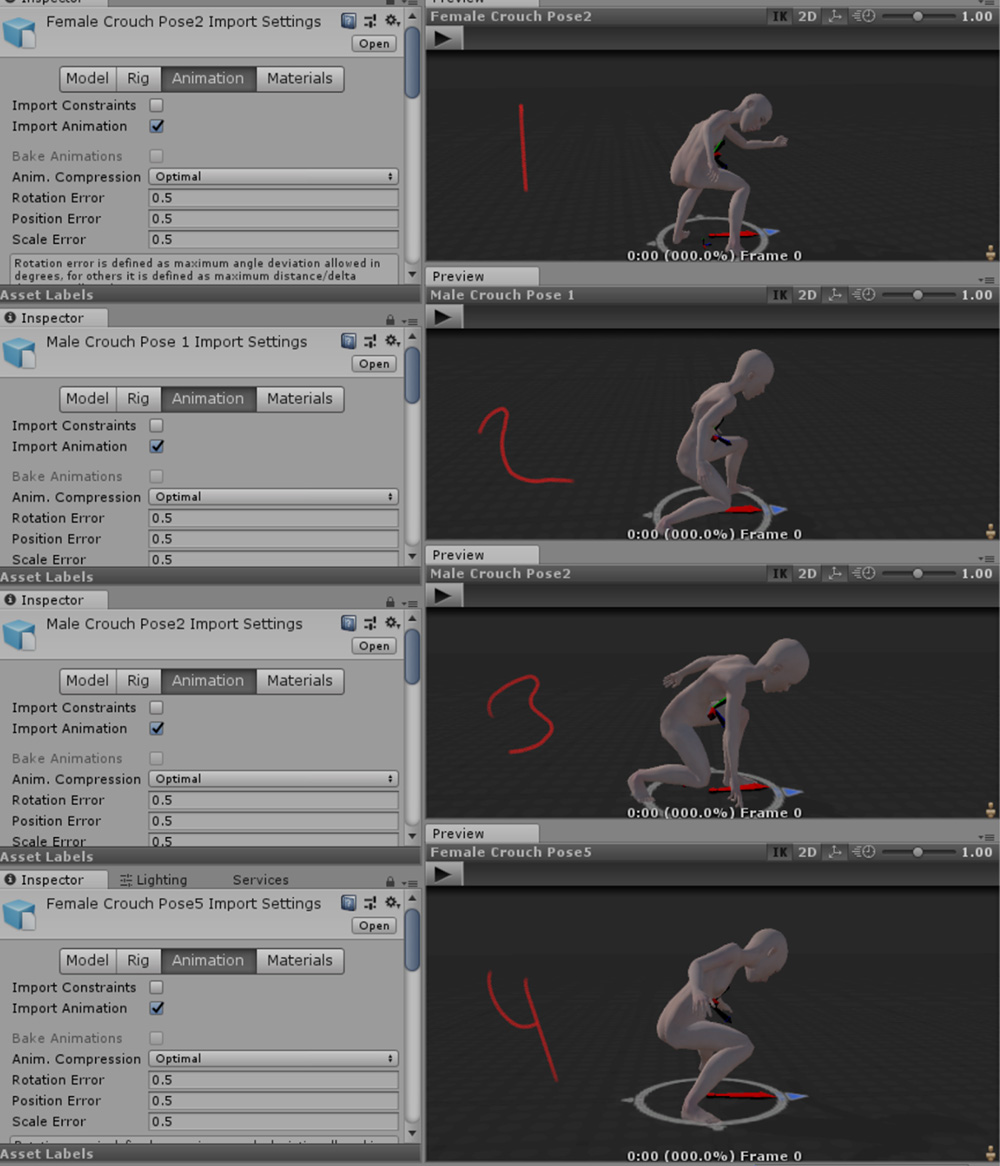 Inspector
Female Crouch Pose2 Import Settings
Open
Model Rig Animation Materials
Import Constraints
Import Animation
Bake Animations
Anim. Compression Optimal
Rotation Error 0.5
Position Error 0.5
Scale Error 0.5
Rotation error is defined as maximum angle deviation allowed in
degrees, for others it is defined as maximum distance/delta
Asset Labels
Preview
Female Crouch Pose2 IK 2D 1.00
1
0:00 (000.0%) Frame 0
Inspector
Male Crouch Pose 1 Import Settings
Open
Model Rig Animation Materials
Import Constraints
Import Animation
Bake Animations
Anim. Compression Optimal
Rotation Error 0.5
Position Error 0.5
Scale Error 0.5
Asset Labels
Preview
Male Crouch Pose 1 IK 2D 1.00
2
0:00 (000.0%) Frame 0
Inspector
Male Crouch Pose2 Import Settings
Open
Model Rig Animation Materials
Import Constraints
Import Animation
Bake Animations
Anim. Compression Optimal
Rotation Error 0.5
Position Error 0.5
Scale Error 0.5
Asset Labels
Preview
Male Crouch Pose2 IK 2D 1.00
3
0:00 (000.0%) Frame 0
Inspector Lighting Services
Female Crouch Pose5 Import Settings
Open
Model Rig Animation Materials
Import Constraints
Import Animation
Bake Animations
Anim. Compression Optimal
Rotation Error 0.5
Position Error 0.5
Scale Error 0.5
Asset Labels
Preview
Female Crouch Pose5 IK 2D 1.00
4
0:00 (000.0%) Frame 0